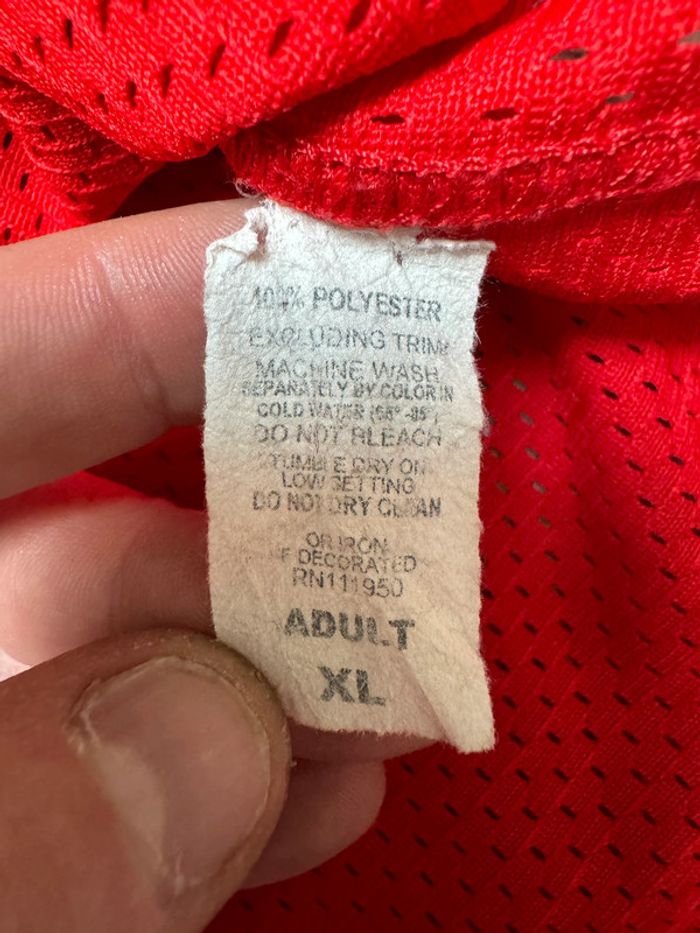 100% POLYESTER
EXCLUDING TRIM
MACHINE WASH
SEPARATELY BY COLOR IN
COLD WATER (65° -85°)
DO NOT BLEACH
TUMBLE DRY ON
LOW SETTING
DO NOT DRY CLEAN
OR IRON
IF DECORATED
RN111950
ADULT
XL